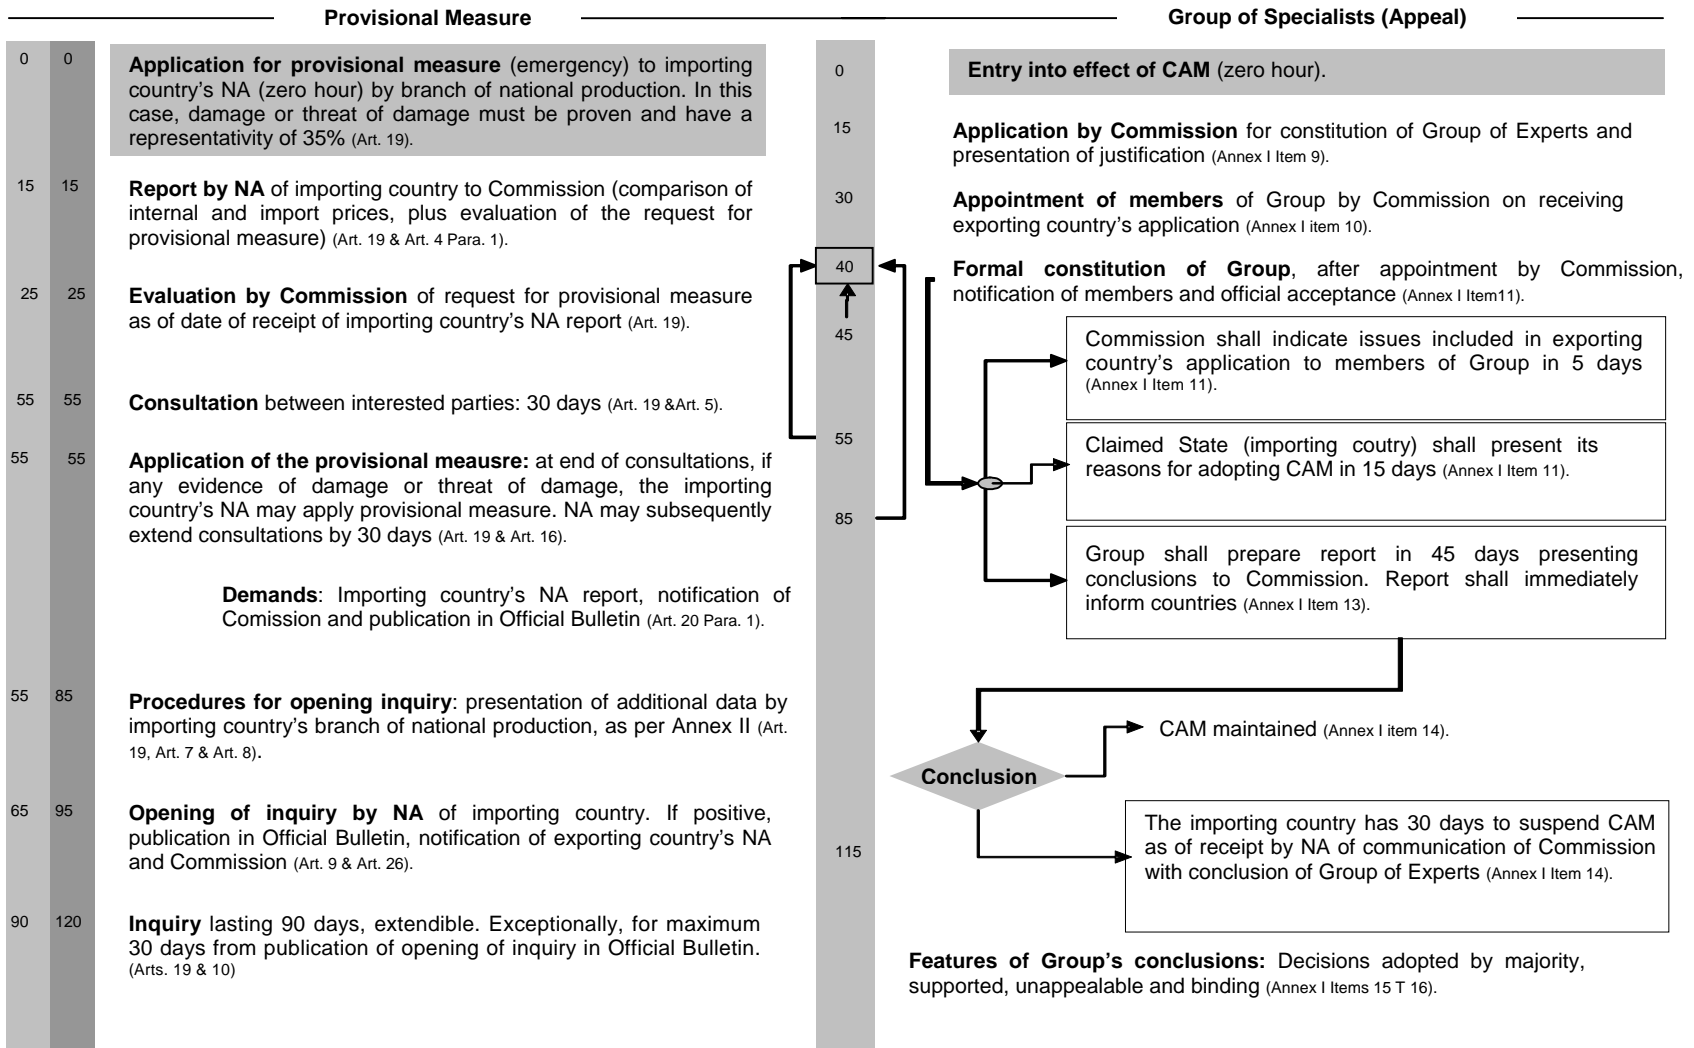 Provisional Measure
0 0
Application for provisional measure (emergency) to importing
country's NA (zero hour) by branch of national production. In this
case, damage or threat of damage must be proven and have a
representativity of 35% (Art. 19).
15 15
Report by NA of importing country to Commission (comparison of
internal and import prices, plus evaluation of the request for
provisional measure) (Art. 19 & Art. 4 Para. 1).
25 25
Evaluation by Commission of request for provisional measure
as of date of receipt of importing country's NA report (Art. 19).
55 55
Consultation between interested parties: 30 days (Art. 19 &Art. 5).
55 55
Application of the provisional meausre: at end of consultations, if
any evidence of damage or threat of damage, the importing
country's NA may apply provisional measure. NA may subsequently
extend consultations by 30 days (Art. 19 & Art. 16).
Demands: Importing country's NA report, notification of
Comission and publication in Official Bulletin (Art. 20 Para. 1).
55 85
Procedures for opening inquiry: presentation of additional data by
importing country's branch of national production, as per Annex II (Art.
19, Art. 7 & Art. 8).
65 95
Opening of inquiry by NA of importing country. If positive,
publication in Official Bulletin, notification of exporting country's NA
and Commission (Art. 9 & Art. 26).
90 120
Inquiry lasting 90 days, extendible. Exceptionally, for maximum
30 days from publication of opening of inquiry in Official Bulletin.
(Arts. 19 & 10)
Group of Specialists (Appeal)
0
Entry into effect of CAM (zero hour).
15
Application by Commission for constitution of Group of Experts and
presentation of justification (Annex I Item 9).
30
Appointment of members of Group by Commission on receiving
exporting country's application (Annex I item 10).
40
Formal constitution of Group, after appointment by Commission,
notification of members and official acceptance (Annex I Item11).
45
Commission shall indicate issues included in exporting
country's application to members of Group in 5 days
(Annex I Item 11).
55
Claimed State (importing coutry) shall present its
reasons for adopting CAM in 15 days (Annex I Item 11).
85
Group shall prepare report in 45 days presenting
conclusions to Commission. Report shall immediately
inform countries (Annex I Item 13).
Conclusion
CAM maintained (Annex I item 14).
115
The importing country has 30 days to suspend CAM
as of receipt by NA of communication of Commission
with conclusion of Group of Experts (Annex I Item 14).
Features of Group's conclusions: Decisions adopted by majority,
supported, unappealable and binding (Annex I Items 15 T 16).